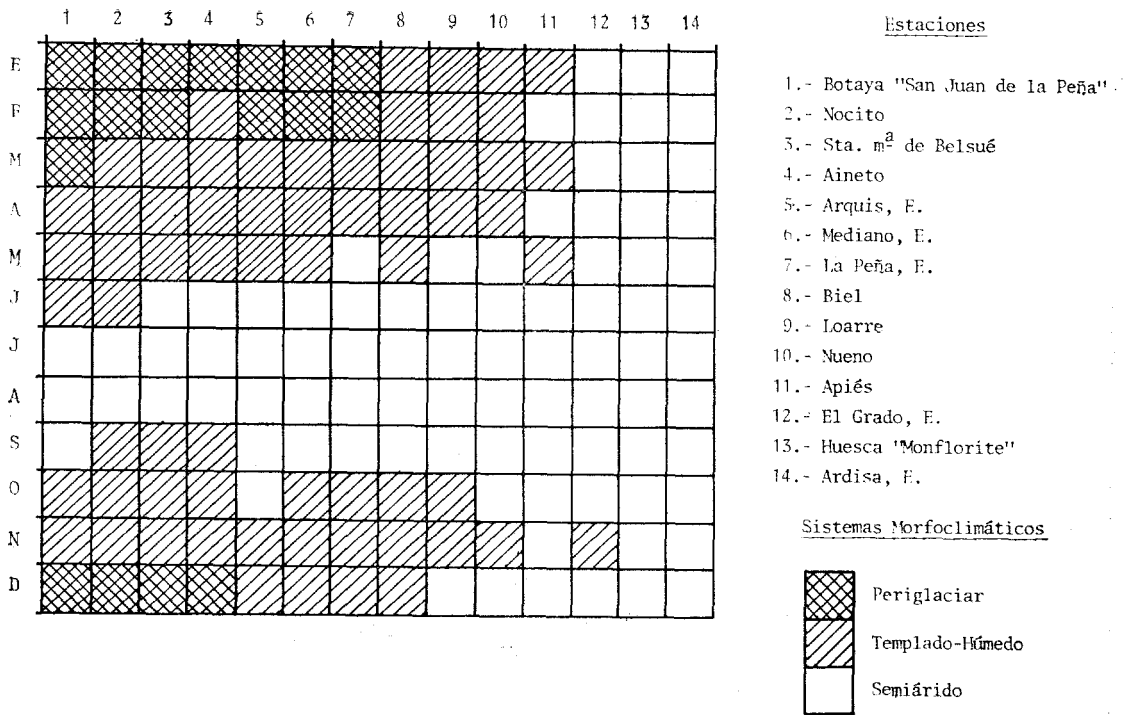 1 2 3 4 5 6 7 8 9 10 11 12 13 14
E
F
M
A
M
J
J
A
S
O
N
D
Estaciones
1.- Botaya "San Juan de la Peña"
2.- Nocito
3.- Sta. mª de Belsué
4.- Aineto
5.- Arquis, E.
6.- Mediano, E.
7.- La Peña, E.
8.- Biel
9.- Loarre
10.- Nueno
11.- Apiés
12.- El Grado, E.
13.- Huesca "Monflorite"
14.- Ardisa, E.
Sistemas Morfoclimáticos
Periglaciar
Templado-Húmedo
Semiárido